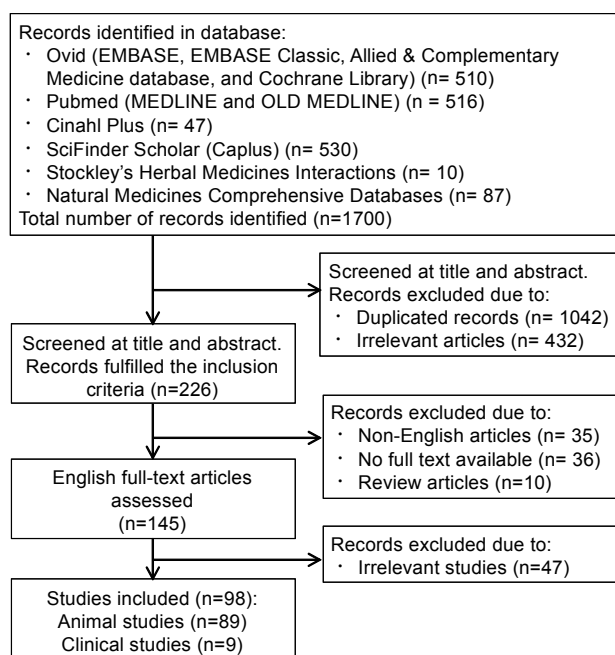 Records identified in database:
· Ovid (EMBASE, EMBASE Classic, Allied & Complementary
Medicine database, and Cochrane Library) (n= 510)
· Pubmed (MEDLINE and OLD MEDLINE) (n = 516)
· Cinahl Plus (n= 47)
· SciFinder Scholar (Caplus) (n= 530)
· Stockley's Herbal Medicines Interactions (n= 10)
· Natural Medicines Comprehensive Databases (n= 87)
Total number of records identified (n=1700)
Screened at title and abstract.
Records excluded due to:
· Duplicated records (n= 1042)
· Irrelevant articles (n= 432)
Screened at title and abstract.
Records fulfilled the inclusion
criteria (n=226)
Records excluded due to:
· Non-English articles (n= 35)
· No full text available (n= 36)
· Review articles (n=10)
English full-text articles
assessed
(n=145)
Records excluded due to:
· Irrelevant studies (n=47)
Studies included (n=98):
Animal studies (n=89)
Clinical studies (n=9)